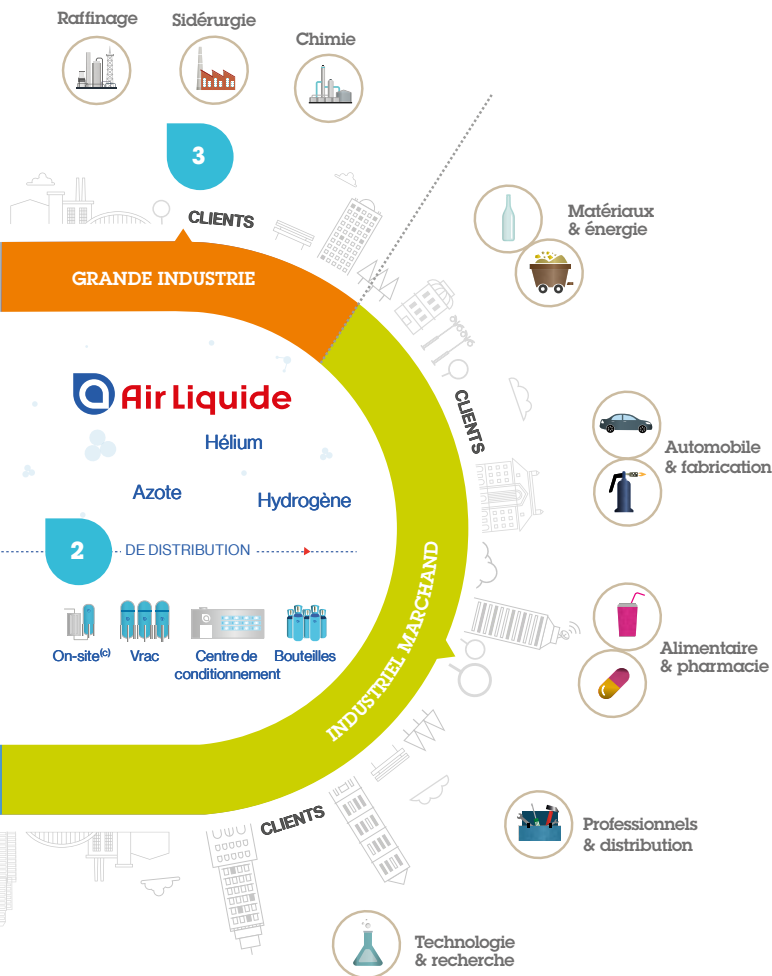 Raffinage
Sidérurgie
Chimie
3
CLIENTS
GRANDE INDUSTRIE
Matériaux
& énergie
Air Liquide
Hélium
Azote
Hydrogène
CLIENTS
Automobile
& fabrication
2
DE DISTRIBUTION
INDUSTRIEL MARCHAND
On-site(c)
Vrac
Centre de
conditionnement
Bouteilles
Alimentaire
& pharmacie
CLIENTS
Professionnels
& distribution
Technologie
& recherche